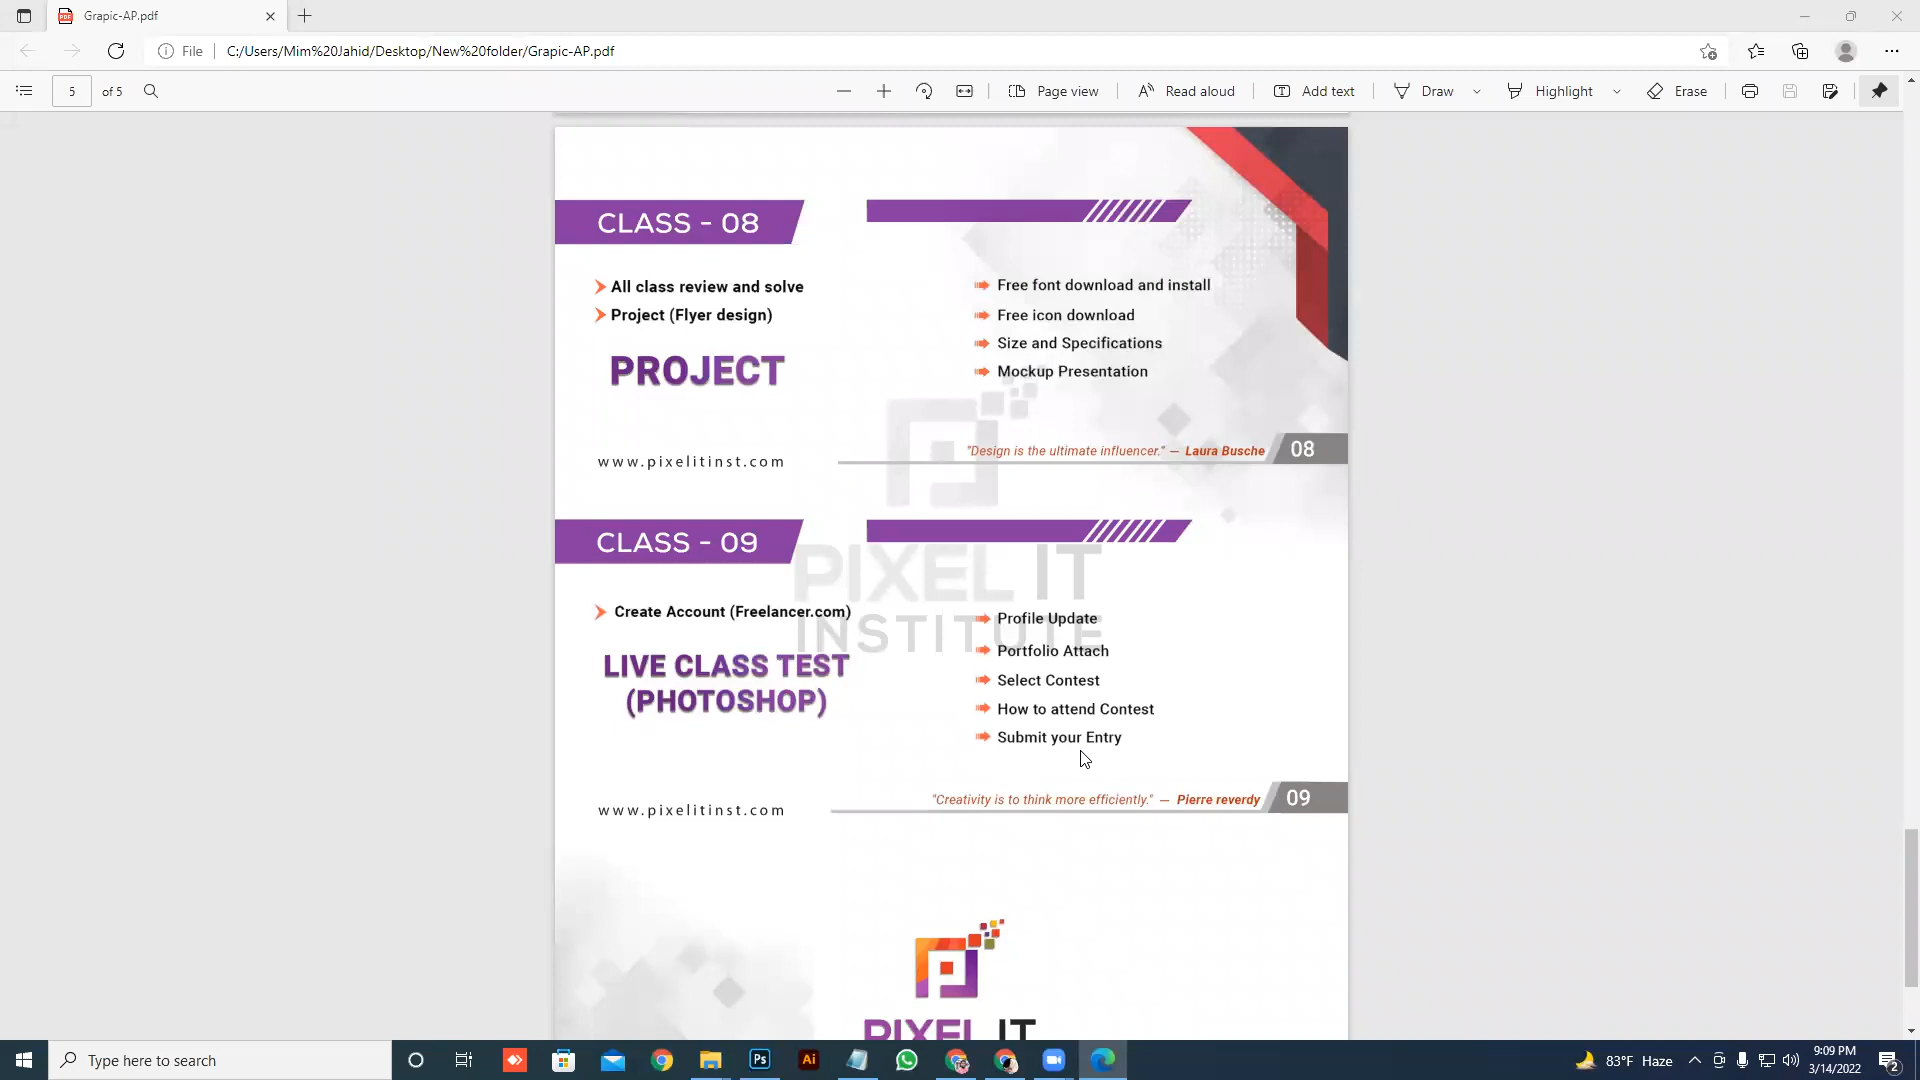 Grapic-AP.pdf
File
C:/Users/Mim%20Jahid/Desktop/New%20folder/Grapic-AP.pdf
5 of 5
Page view
Read aloud
Add text
Draw
Highlight
Erase
CLASS - 08
All class review and solve
Project (Flyer design)
PROJECT
Free font download and install
Free icon download
Size and Specifications
Mockup Presentation
"Design is the ultimate influencer." — Laura Busche
08
www.pixelitinst.com
CLASS - 09
PIXEL IT
INSTITUTE
Create Account (Freelancer.com)
LIVE CLASS TEST
(PHOTOSHOP)
Profile Update
Portfolio Attach
Select Contest
How to attend Contest
Submit your Entry
"Creativity is to think more efficiently." — Pierre reverdy
09
www.pixelitinst.com
PIXEL IT
Type here to search
Ps
Ai
83°F Haze
9:09 PM
3/14/2022
2